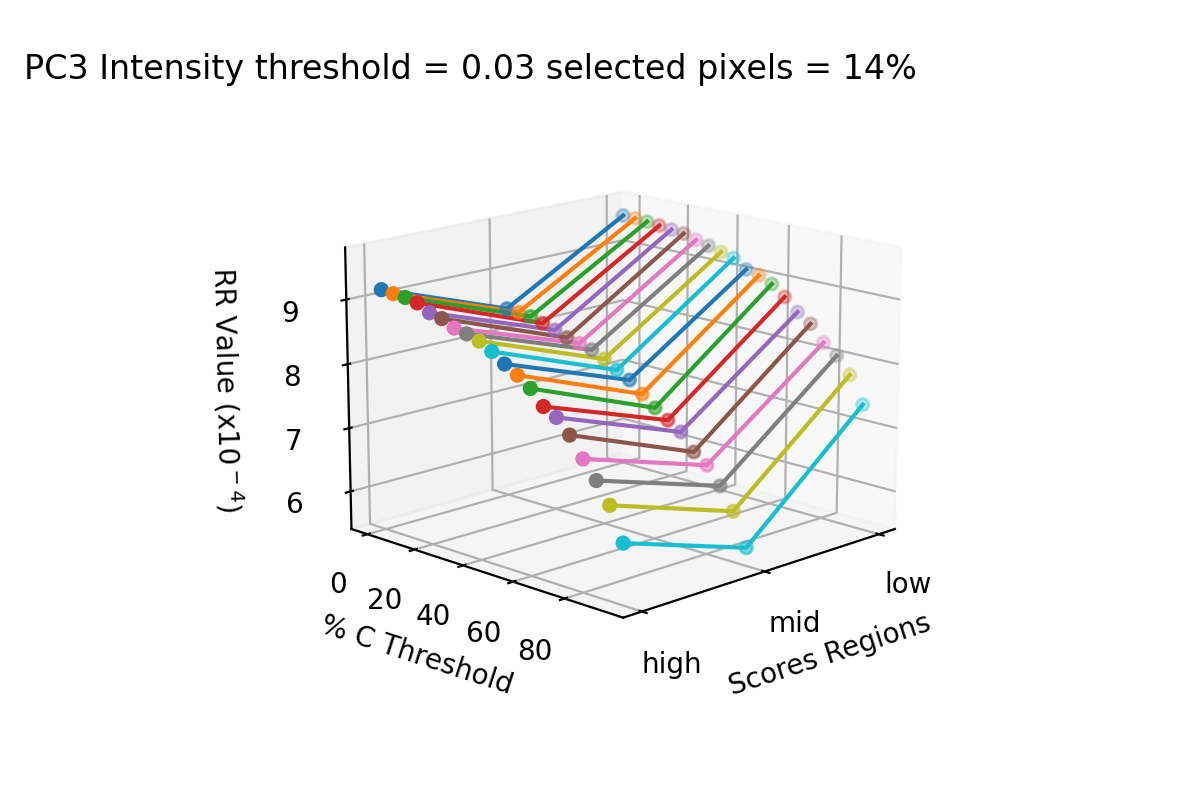 PC3 Intensity threshold = 0.03 selected pixels = 14%
RR Value (x10⁻⁴)
9
8
7
6
0
20
40
60
80
% C Threshold
high
mid
low
Scores Regions